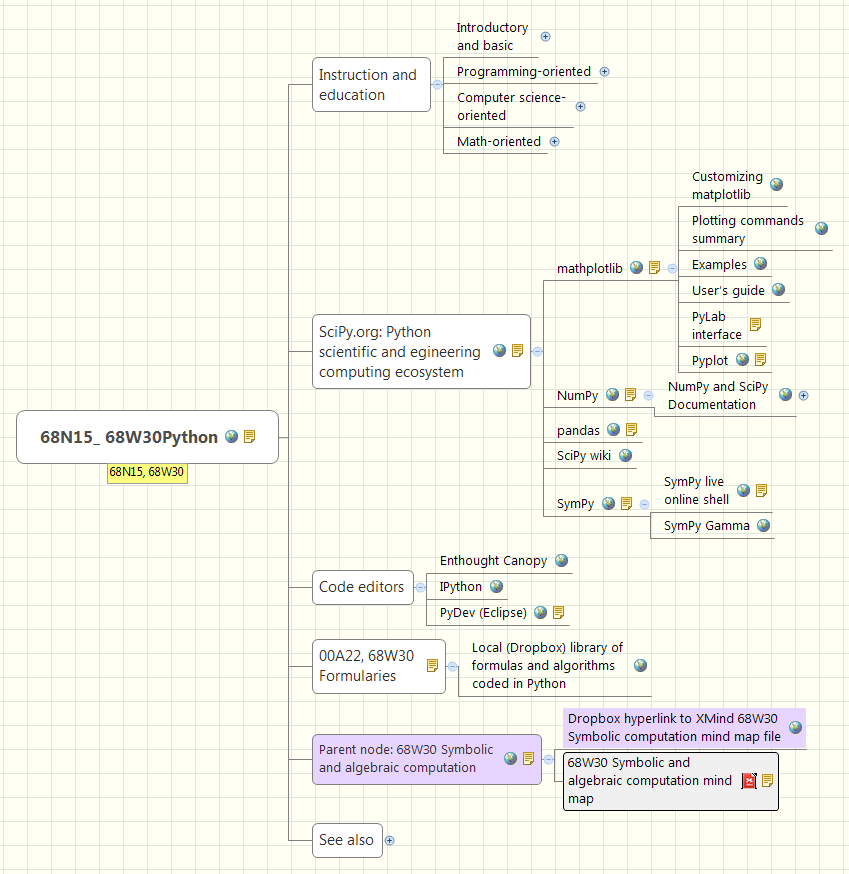 Introductory
and basic
Programming-oriented
Computer science-
oriented
Math-oriented
Instruction and
education
Customizing
matplotlib
Plotting commands
summary
Examples
User's guide
PyLab
interface
Pyplot
mathplotlib
SciPy.org: Python
scientific and egineering
computing ecosystem
NumPy
NumPy and SciPy
Documentation
pandas
SciPy wiki
SymPy
SymPy live
online shell
SymPy Gamma
68N15_ 68W30Python
68N15, 68W30
Code editors
Enthought Canopy
IPython
PyDev (Eclipse)
00A22, 68W30
Formularies
Local (Dropbox) library of
formulas and algorithms
coded in Python
Parent node: 68W30 Symbolic
and algebraic computation
Dropbox hyperlink to XMind 68W30
Symbolic computation mind map file
68W30 Symbolic and
algebraic computation mind
map
See also